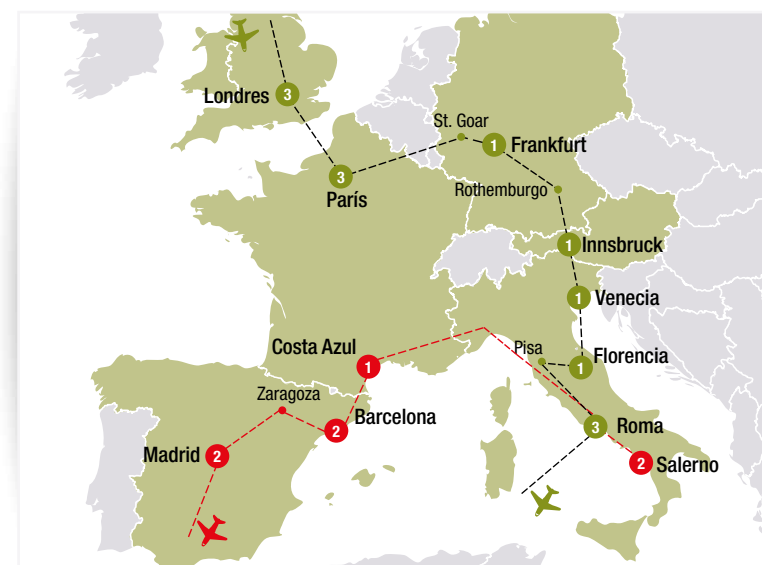 Londres
3
3
París
St. Goar
1
Frankfurt
Rothemburgo
1
Innsbruck
1
Venecia
Costa Azul
1
Pisa
1
Florencia
Zaragoza
2
Barcelona
3
Roma
Madrid
2
2
Salerno